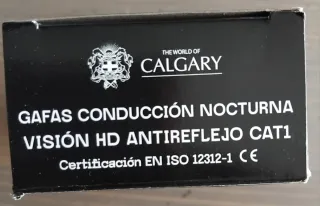 THE WORLD OF
CALGARY
GAFAS CONDUCCIÓN NOCTURNA
VISIÓN HD ANTIREFLEJO CAT1
Certificación EN ISO 12312-1 CE